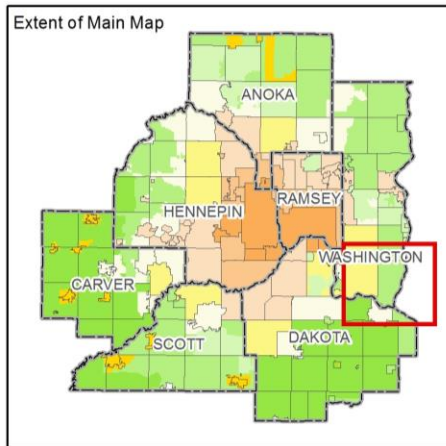 Extent of Main Map
ANOKA
RAMSEY
HENNEPIN
WASHINGTON
CARVER
DAKOTA
SCOTT